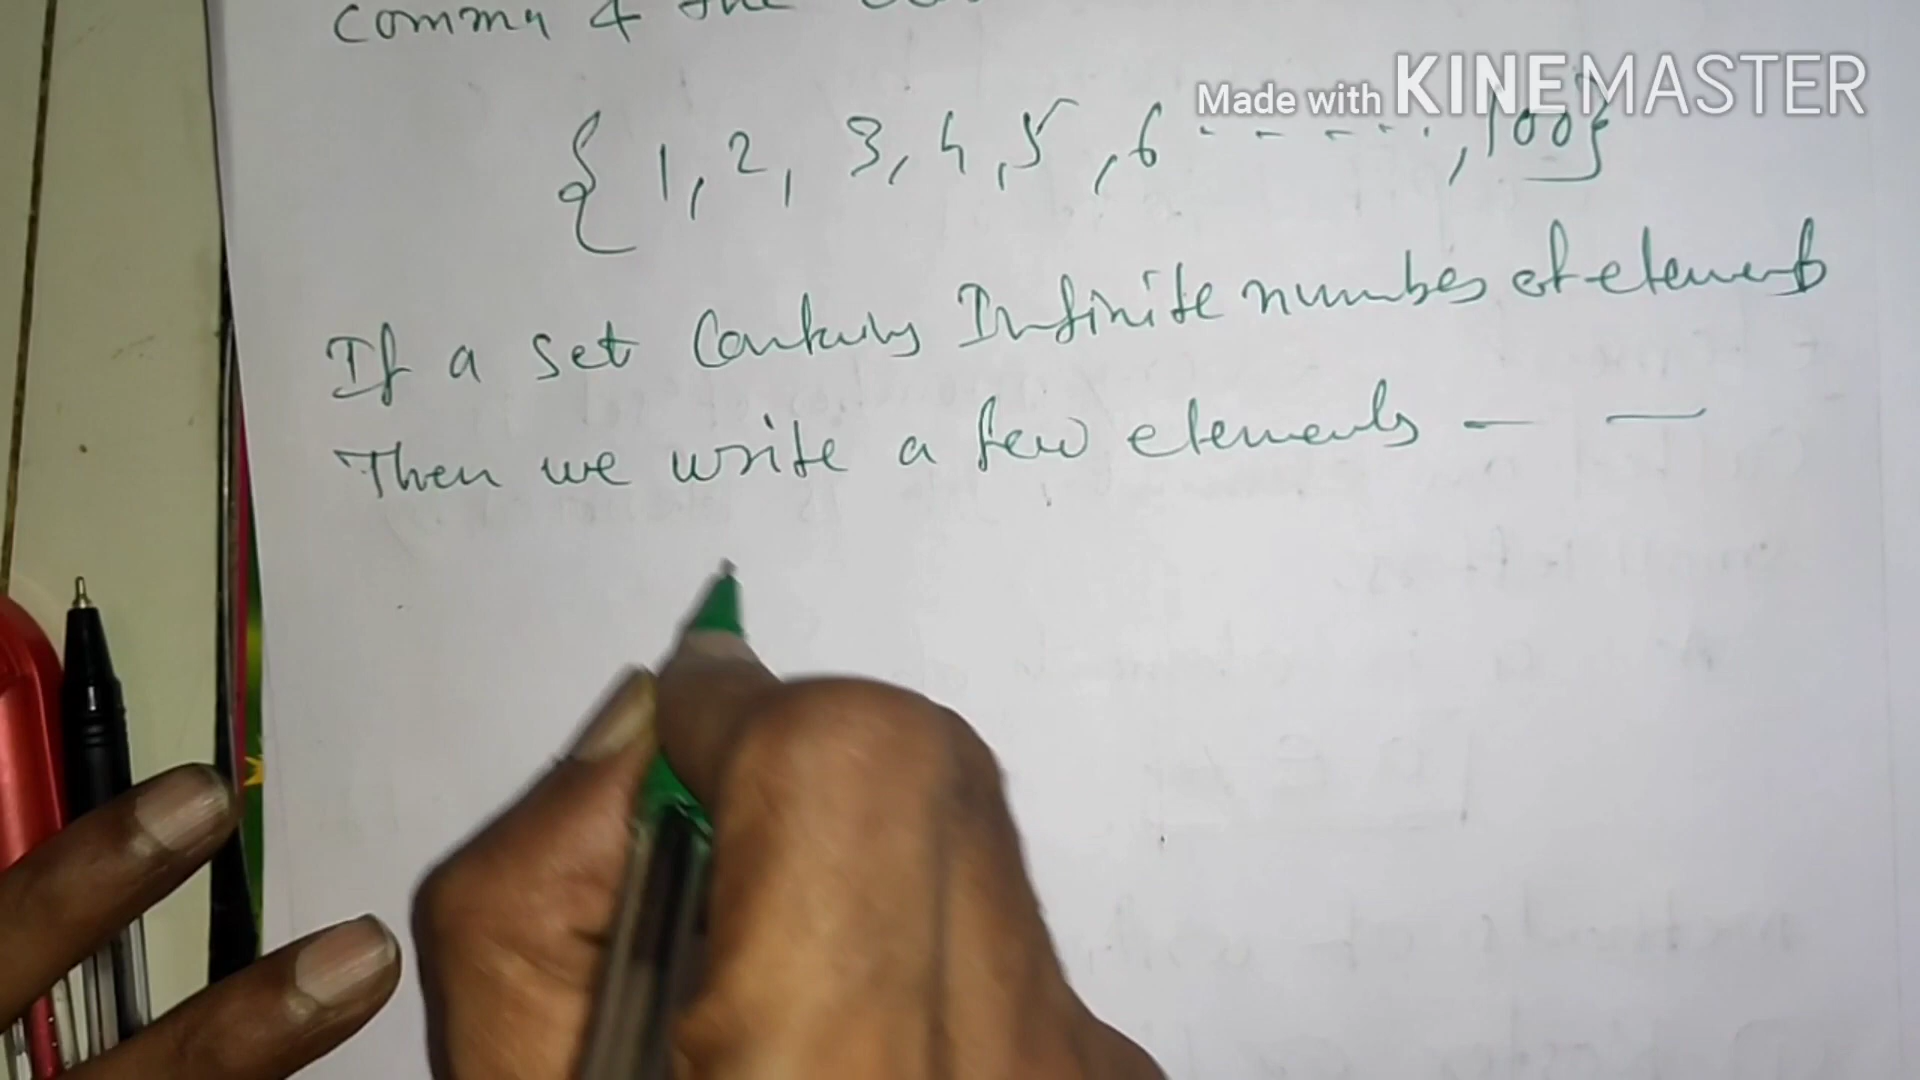 comma & the
Made with KINEMASTER
{ 1, 2, 3, 4, 5, 6 - - - - - , 100}
If a set Contains Infinite number of elements
Then we write a few elements — —